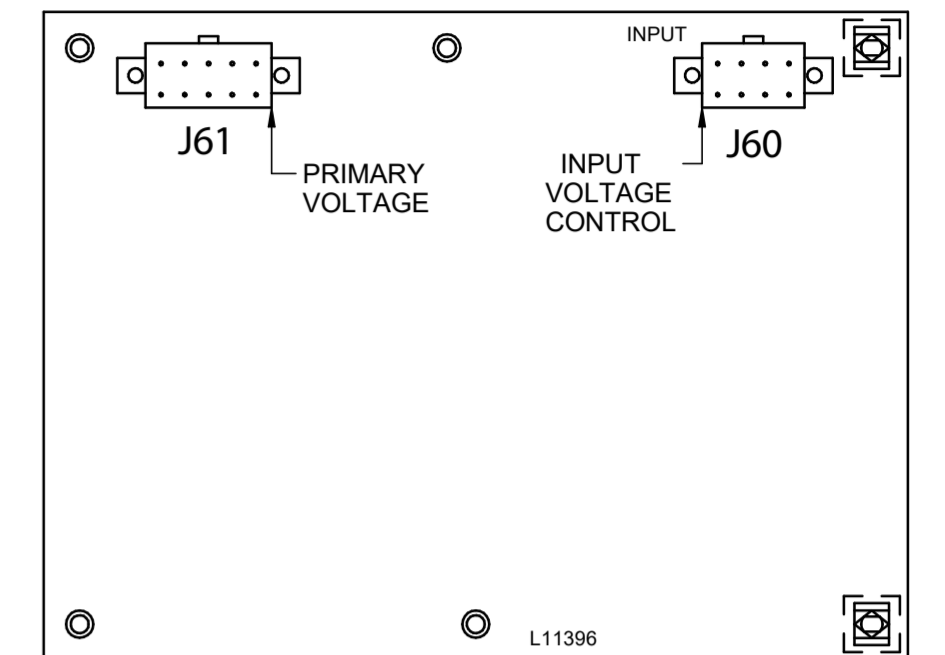 INPUT
J61
J60
PRIMARY
VOLTAGE
INPUT
VOLTAGE
CONTROL
L11396